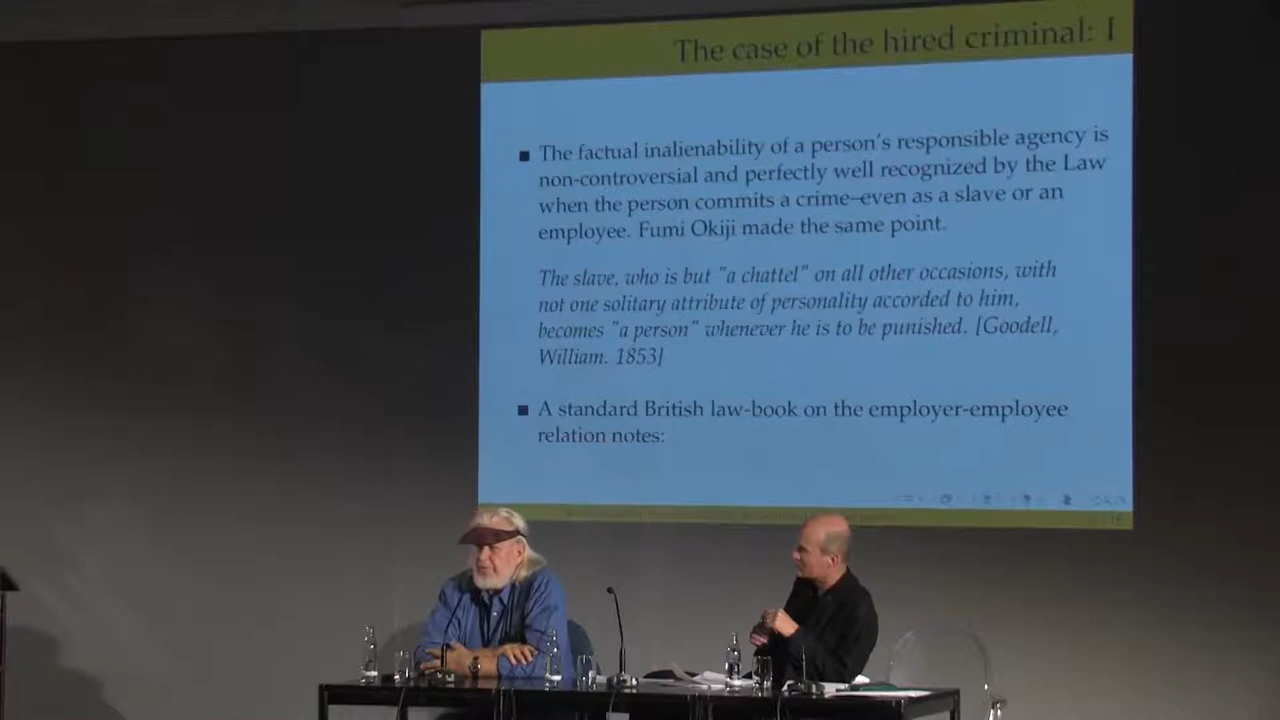 The case of the hired criminal: I
The factual inalienability of a person's responsible agency is
non-controversial and perfectly well recognized by the Law
when the person commits a crime–even as a slave or an
employee. Fumi Okiji made the same point.
The slave, who is but "a chattel" on all other occasions, with
not one solitary attribute of personality accorded to him,
becomes "a person" whenever he is to be punished. [Goodell,
William. 1853]
A standard British law-book on the employer-employee
relation notes: